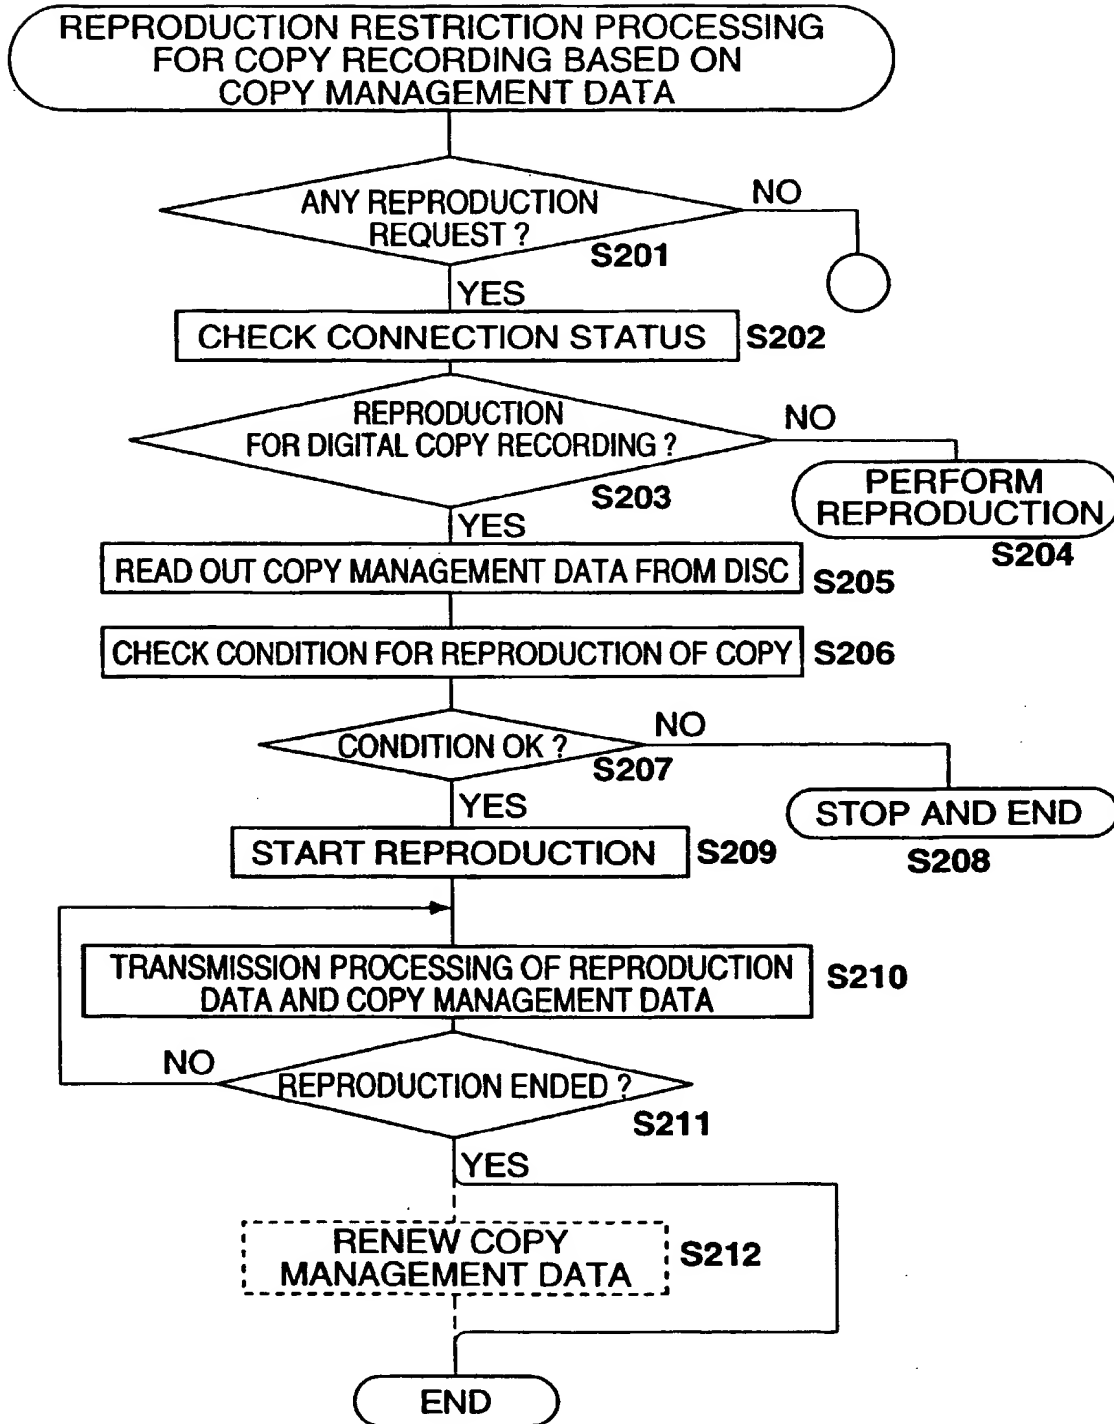 REPRODUCTION RESTRICTION PROCESSING
FOR COPY RECORDING BASED ON
COPY MANAGEMENT DATA
ANY REPRODUCTION
REQUEST ?
S201
NO
YES
CHECK CONNECTION STATUS
S202
REPRODUCTION
FOR DIGITAL COPY RECORDING ?
S203
NO
PERFORM
REPRODUCTION
S204
YES
READ OUT COPY MANAGEMENT DATA FROM DISC
S205
CHECK CONDITION FOR REPRODUCTION OF COPY
S206
CONDITION OK ?
S207
NO
STOP AND END
S208
YES
START REPRODUCTION
S209
TRANSMISSION PROCESSING OF REPRODUCTION
DATA AND COPY MANAGEMENT DATA
S210
NO
REPRODUCTION ENDED ?
S211
YES
RENEW COPY
MANAGEMENT DATA
S212
END